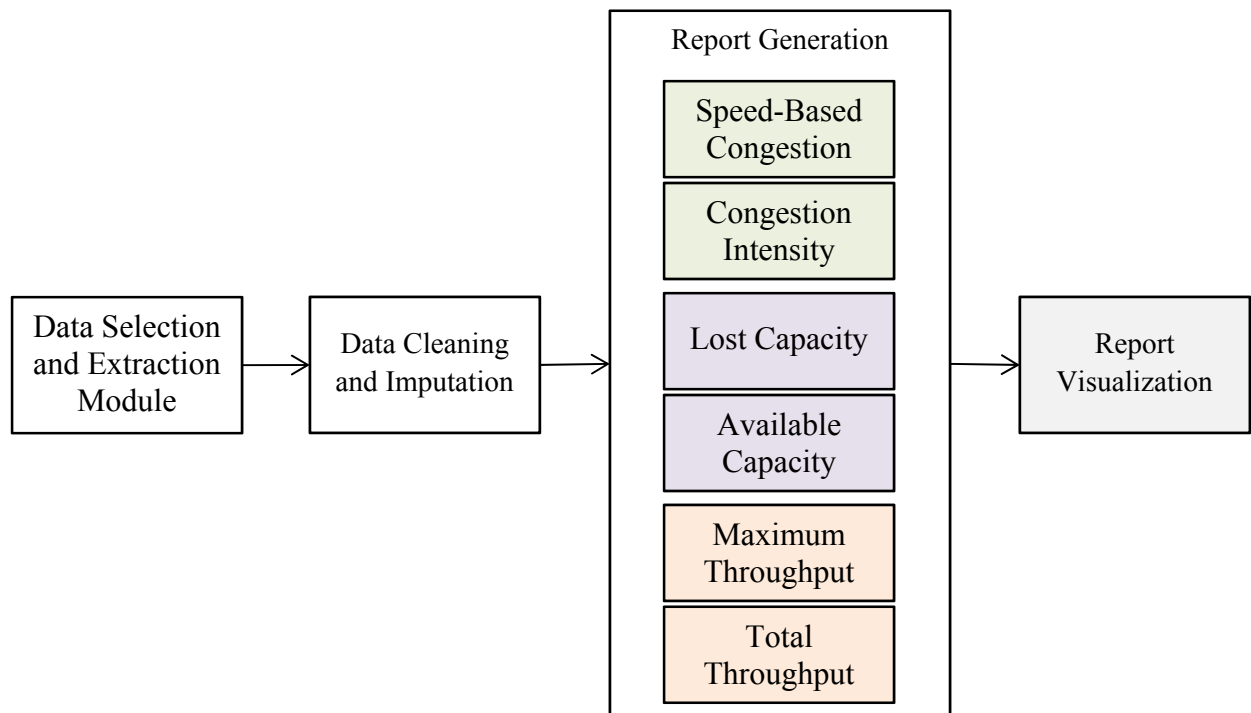 Data Selection
and Extraction
Module
Data Cleaning
and Imputation
Report Generation
Speed-Based
Congestion
Congestion
Intensity
Lost Capacity
Available
Capacity
Maximum
Throughput
Total
Throughput
Report
Visualization